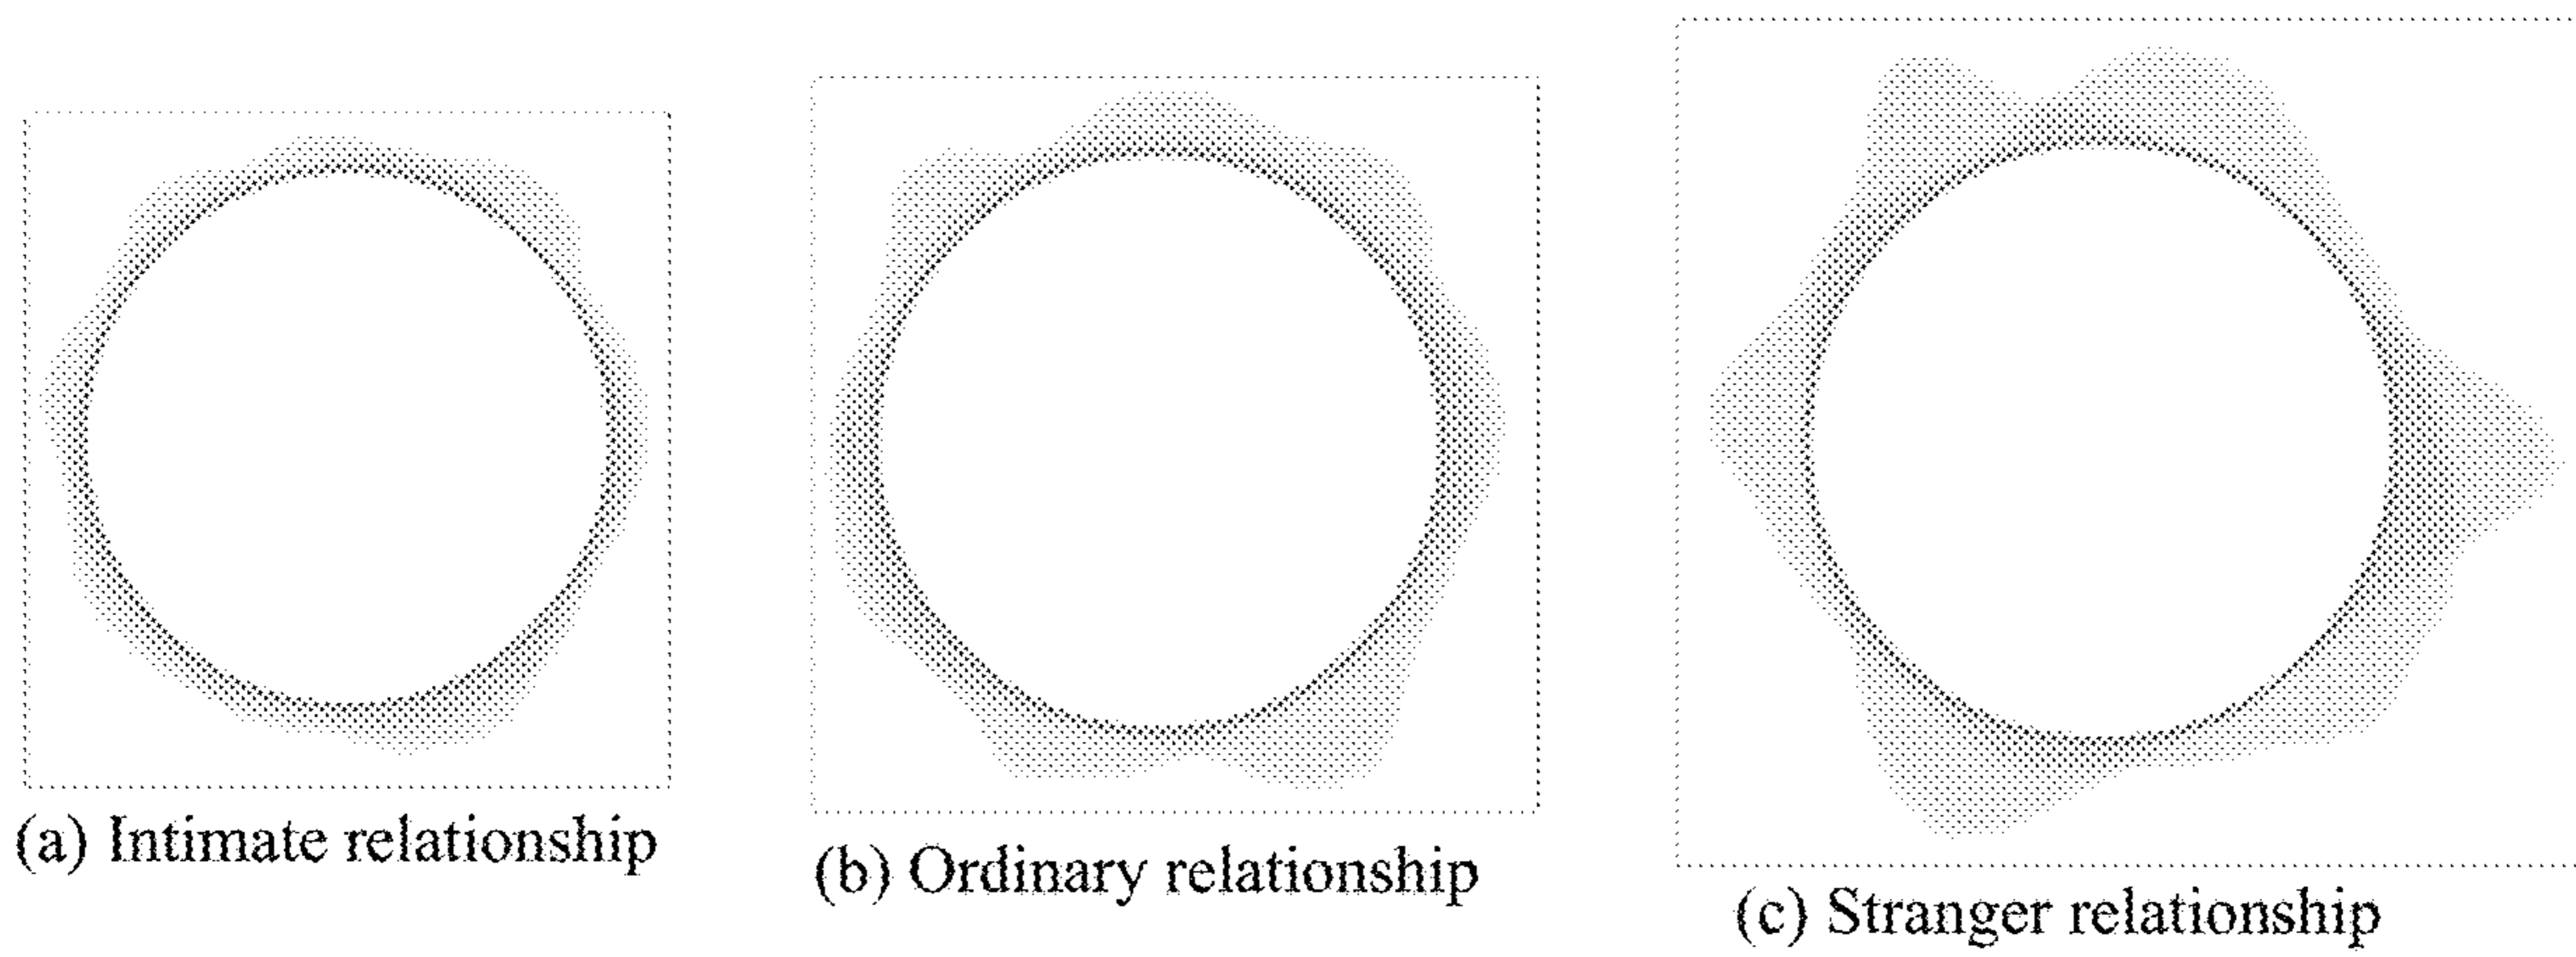 (a) Intimate relationship
(b) Ordinary relationship
(c) Stranger relationship